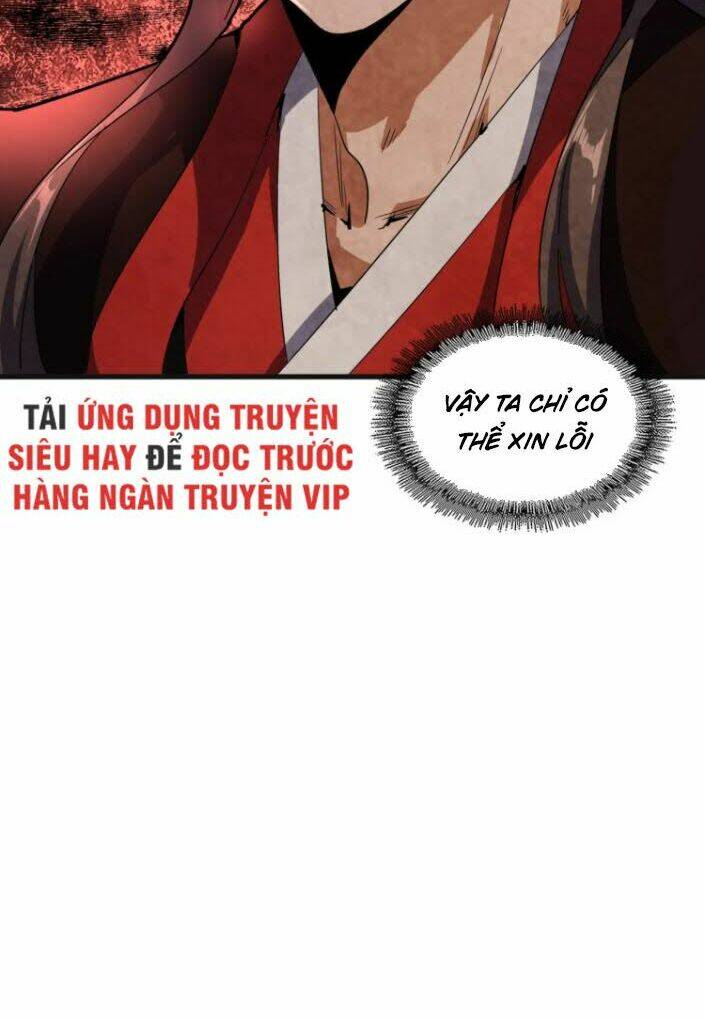 VẬY TA CHỈ CÓ
THỂ XIN LỖI
TẢI ỨNG DỤNG TRUYỆN
SIÊU HAY ĐỂ ĐỌC TRƯỚC
HÀNG NGÀN TRUYỆN VIP